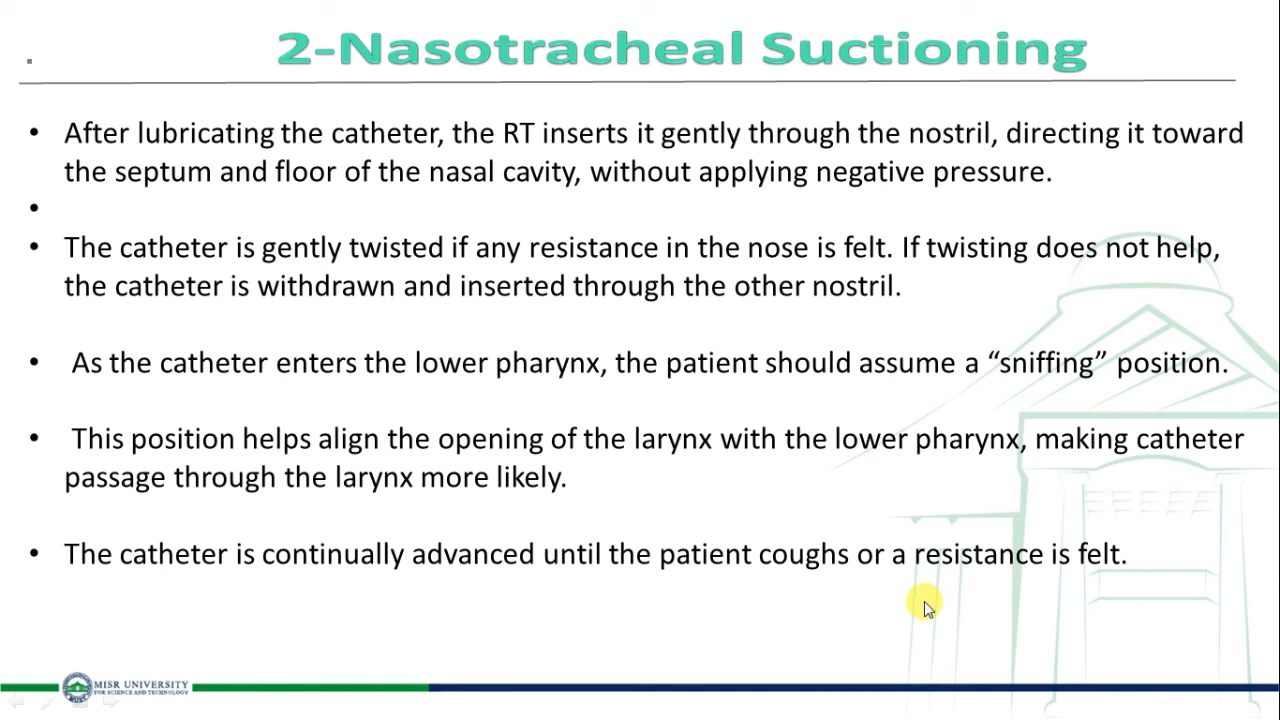 2-Nasotracheal Suctioning
• After lubricating the catheter, the RT inserts it gently through the nostril, directing it toward
the septum and floor of the nasal cavity, without applying negative pressure.
•
• The catheter is gently twisted if any resistance in the nose is felt. If twisting does not help,
the catheter is withdrawn and inserted through the other nostril.
• As the catheter enters the lower pharynx, the patient should assume a “sniffing” position.
• This position helps align the opening of the larynx with the lower pharynx, making catheter
passage through the larynx more likely.
• The catheter is continually advanced until the patient coughs or a resistance is felt.
MISR UNIVERSITY
FOR SCIENCE AND TECHNOLOGY